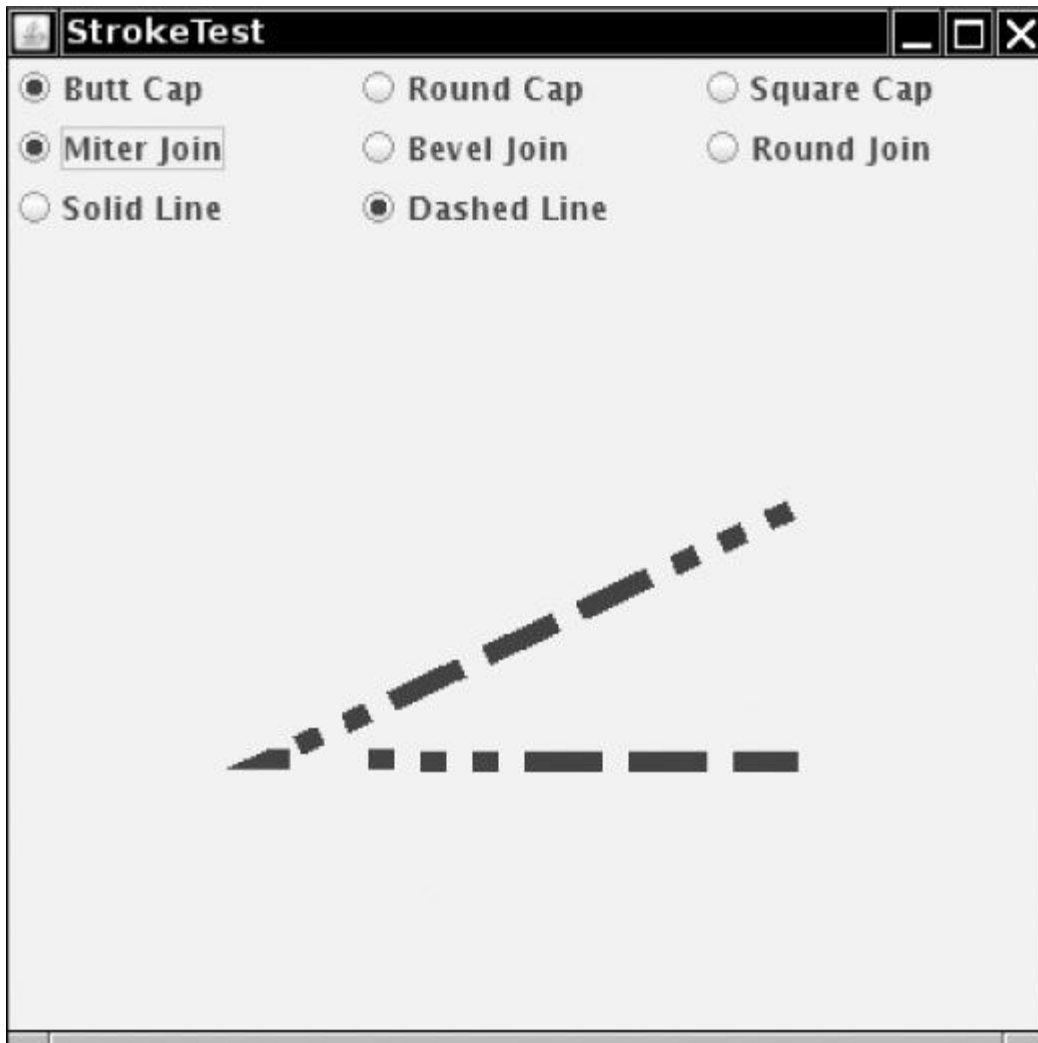 StrokeTest
Butt Cap Round Cap Square Cap
Miter Join Bevel Join Round Join
Solid Line Dashed Line